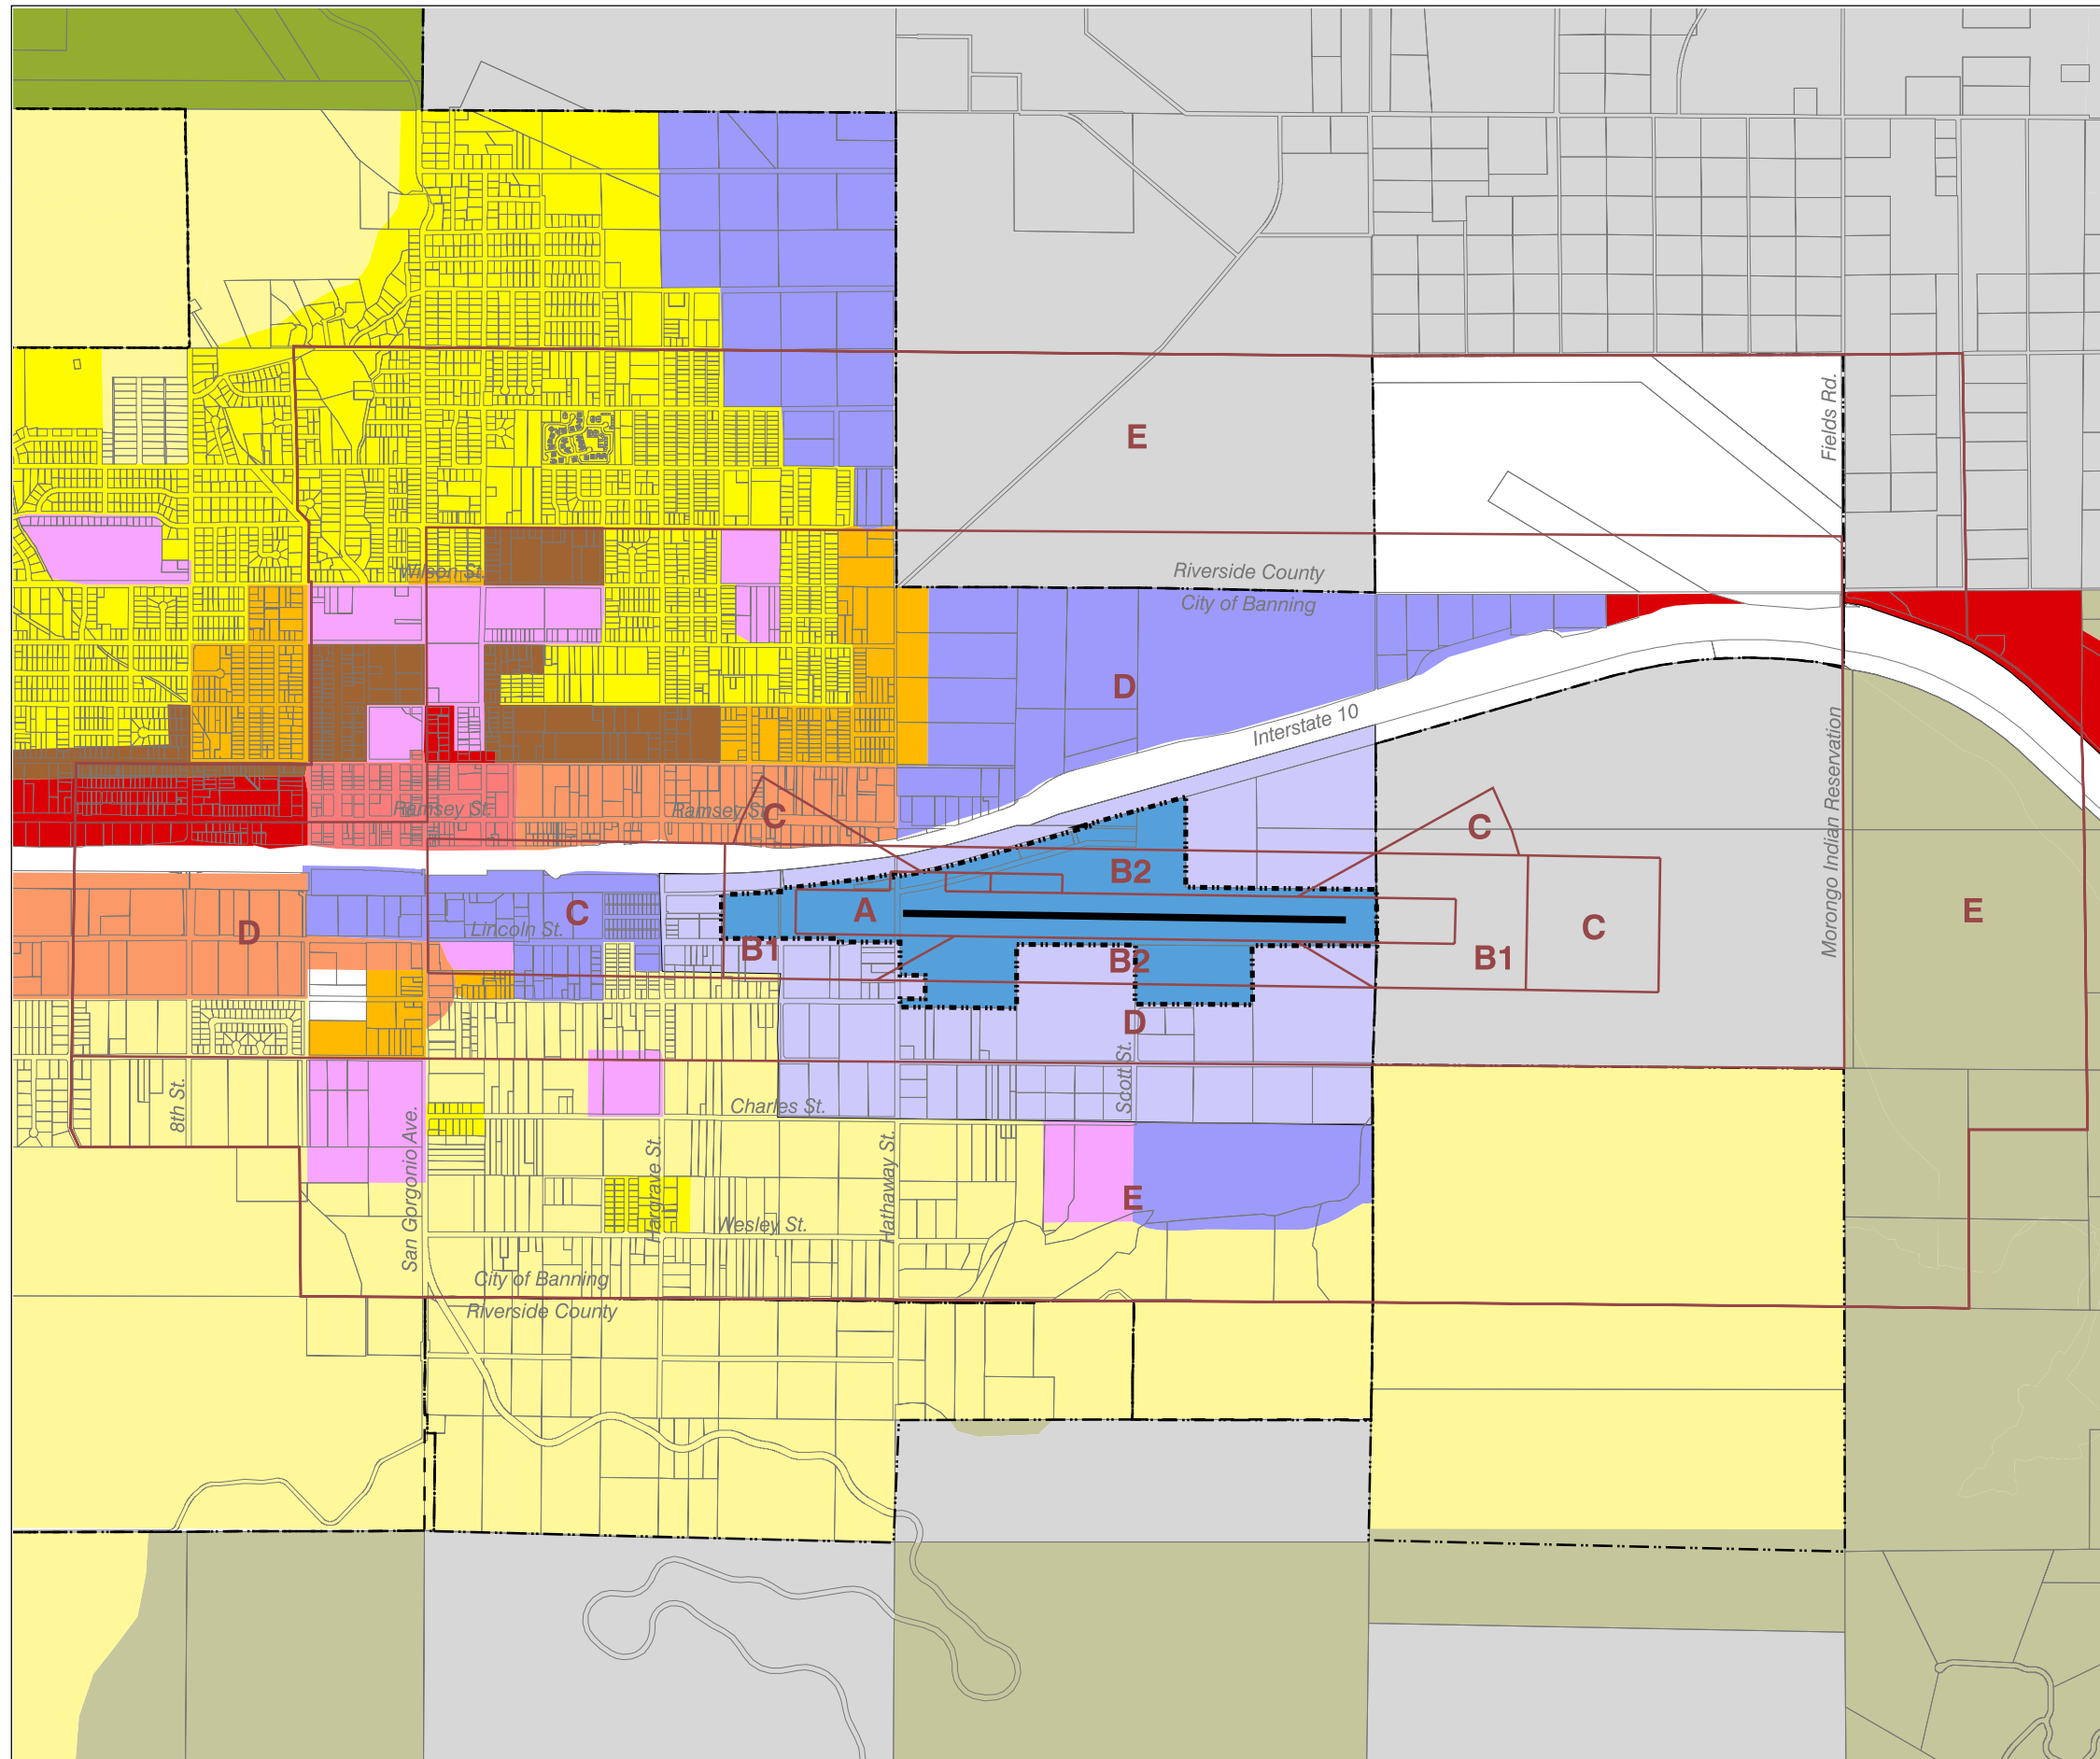 Fields Rd.
E
Wilson St.
Riverside County
City of Banning
D
Interstate 10
Morongo Indian Reservation
Ramsey St.
Ramsey St.
C
C
B2
A
C
E
D
Lincoln St.
C
B1
B2
B1
D
Scott St.
8th St.
Charles St.
San Gorgonio Ave.
Hargrave St.
Hathaway St.
E
Wesley St.
City of Banning
Riverside County